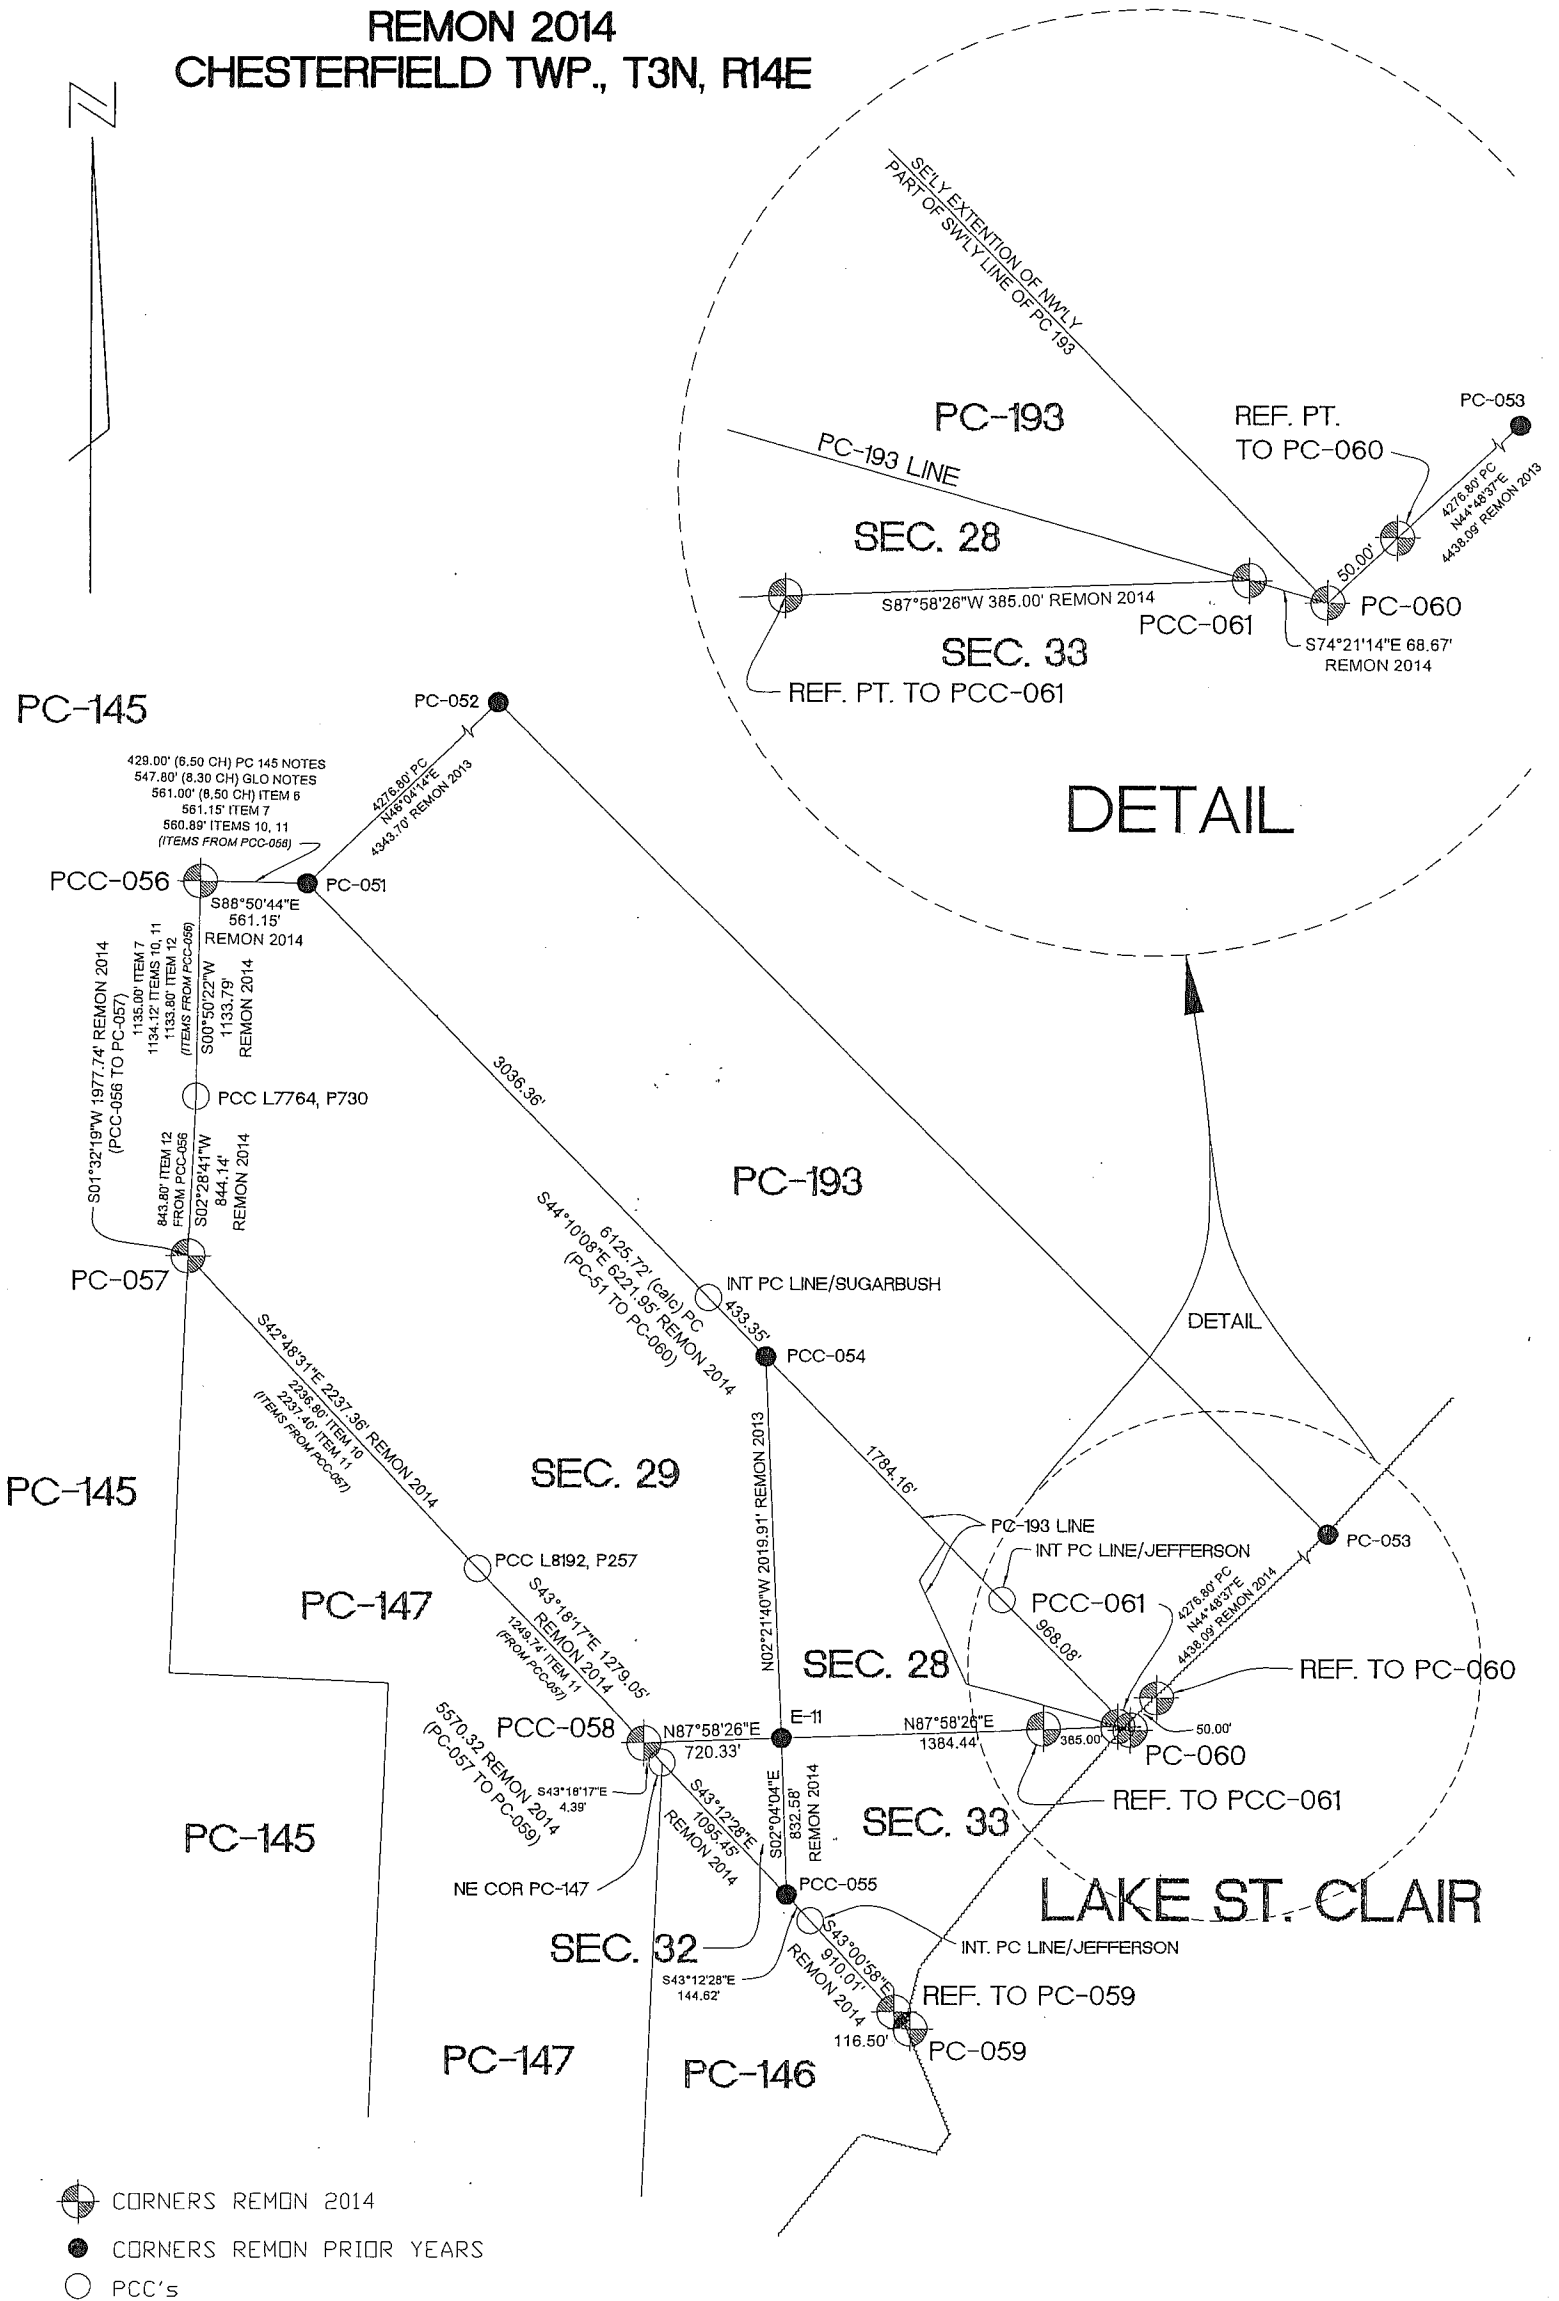 REMON 2014
CHESTERFIELD TWP., T3N, R14E
N
SE'LY EXTENTION OF NW'LY
PART OF SW'LY LINE OF PC 193
PC-193
PC-193 LINE
SEC. 28
REF. PT.
TO PC-060
PC-053
4276.80' PC
N44°48'37"E
4438.09' REMON 2013
50.00'
S87°58'26"W 385.00' REMON 2014
PCC-061
PC-060
S74°21'14"E 68.67'
REMON 2014
SEC. 33
REF. PT. TO PCC-061
DETAIL
PC-145
PC-052
429.00' (6.50 CH) PC 145 NOTES
547.80' (8.30 CH) GLO NOTES
561.00' (8.50 CH) ITEM 6
561.15' ITEM 7
560.89' ITEMS 10, 11
(ITEMS FROM PCC-056)
4276.80' PC
N46°04'14"E
4343.70' REMON 2013
PCC-056
PC-051
S88°50'44"E
561.15'
REMON 2014
S01°32'19"W 1977.74' REMON 2014
(PCC-056 TO PC-057)
1135.00' ITEM 7
1134.12' ITEMS 10, 11
1133.80' ITEM 12
(ITEMS FROM PCC-056)
S00°50'22"W
1133.79'
REMON 2014
3036.36'
PCC L7764, P730
843.80' ITEM 12
FROM PCC-056
S02°28'41"W
844.14'
REMON 2014
PC-193
PC-057
6125.72' (calc) PC
S44°10'08"E 6221.95' REMON 2014
(PC-51 TO PC-060)
INT PC LINE/SUGARBUSH
433.35'
PCC-054
DETAIL
S42°48'31"E 2237.36' REMON 2014
2236.80' ITEM 10
2237.40' ITEM 11
(ITEMS FROM PCC-057)
SEC. 29
N02°21'40"W 2019.91' REMON 2013
1784.16'
PC-145
PC-193 LINE
INT PC LINE/JEFFERSON
PC-053
PCC L8192, P257
PC-147
S43°18'17"E 1279.05'
REMON 2014
1249.74' ITEM 11
(FROM PCC-057)
PCC-061
968.08'
4276.80' PC
N44°48'37"E
4438.09' REMON 2014
SEC. 28
REF. TO PC-060
E-11
PCC-058
N87°58'26"E
720.33'
N87°58'26"E
1384.44'
385.00'
50.00'
PC-060
5570.32 REMON 2014
(PC-057 TO PC-059)
S43°18'17"E
4.39'
S43°12'28"E
1095.45'
REMON 2014
S02°04'04"E
832.58'
REMON 2014
REF. TO PCC-061
SEC. 33
PC-145
NE COR PC-147
PCC-055
LAKE ST. CLAIR
SEC. 32
S43°12'28"E
144.62'
INT. PC LINE/JEFFERSON
S43°00'58"E
910.01'
REMON 2014
REF. TO PC-059
116.50'
PC-059
PC-147
PC-146
CORNERS REMON 2014
CORNERS REMON PRIOR YEARS
PCC's